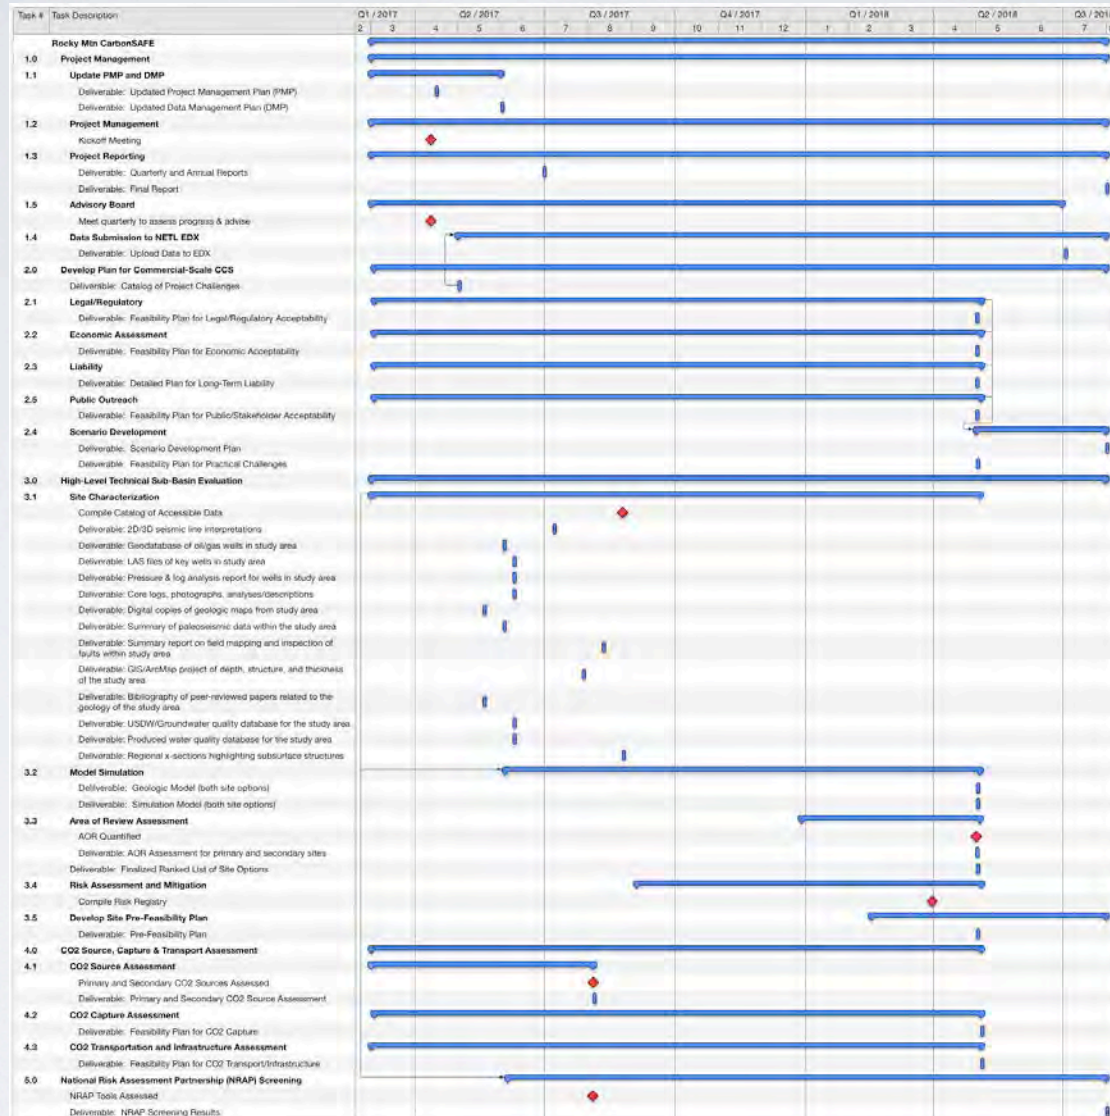 Task # Task Description Q1 / 2017 Q2 / 2017 Q3 / 2017 Q4 / 2017 Q1 / 2018 Q2 / 2018 Q3 /
2 3 4 5 6 7 8 9 10 11 12 1 2 3 4 5 6 7
Rocky Mtn CarbonSAFE
1.0 Project Management
1.1 Update PMP and DMP
Deliverable: Updated Project Management Plan (PMP)
Deliverable: Updated Data Management Plan (DMP)
1.2 Project Management
Kickoff Meeting
1.3 Project Reporting
Deliverable: Quarterly and Annual Reports
Deliverable: Final Report
1.5 Advisory Board
Meet quarterly to assess progress & advise
1.4 Data Submission to NETL EDX
Deliverable: Upload Data to EDX
2.0 Develop Plan for Commercial-Scale CCS
Deliverable: Catalog of Project Challenges
2.1 Legal/Regulatory
Deliverable: Feasibility Plan for Legal/Regulatory Acceptability
2.2 Economic Assessment
Deliverable: Feasibility Plan for Economic Acceptability
2.3 Liability
Deliverable: Detailed Plan for Long-Term Liability
2.5 Public Outreach
Deliverable: Feasibility Plan for Public/Stakeholder Acceptability
2.4 Scenario Development
Deliverable: Scenario Development Plan
Deliverable: Feasibility Plan for Practical Challenges
3.0 High-Level Technical Sub-Basin Evaluation
3.1 Site Characterization
Compile Catalog of Accessible Data
Deliverable: 2D/3D seismic line interpretations
Deliverable: Geodatabase of oil/gas wells in study area
Deliverable: LAS files of key wells in study area
Deliverable: Pressure & log analysis report for wells in study area
Deliverable: Core logs, photographs, analyses/descriptions
Deliverable: Digital copies of geologic maps from study area
Deliverable: Summary of paleoseismic data within the study area
Deliverable: Summary report on field mapping and inspection of
faults within study area
Deliverable: GIS/ArcMap project of depth, structure, and thickness
of the study area
Deliverable: Bibliography of peer-reviewed papers related to the
geology of the study area
Deliverable: USDW/Groundwater quality database for the study area
Deliverable: Produced water quality database for the study area
Deliverable: Regional x-sections highlighting subsurface structures
3.2 Model Simulation
Deliverable: Geologic Model (both site options)
Deliverable: Simulation Model (both site options)
3.3 Area of Review Assessment
AOR Quantified
Deliverable: AOR Assessment for primary and secondary sites
Deliverable: Finalized Ranked List of Site Options
3.4 Risk Assessment and Mitigation
Compile Risk Registry
3.5 Develop Site Pre-Feasibility Plan
Deliverable: Pre-Feasibility Plan
4.0 CO2 Source, Capture & Transport Assessment
4.1 CO2 Source Assessment
Primary and Secondary CO2 Sources Assessed
Deliverable: Primary and Secondary CO2 Source Assessment
4.2 CO2 Capture Assessment
Deliverable: Feasibility Plan for CO2 Capture
4.3 CO2 Transportation and Infrastructure Assessment
Deliverable: Feasibility Plan for CO2 Transport/Infrastructure
5.0 National Risk Assessment Partnership (NRAP) Screening
NRAP Tools Assessed
Deliverable: NRAP Screening Results